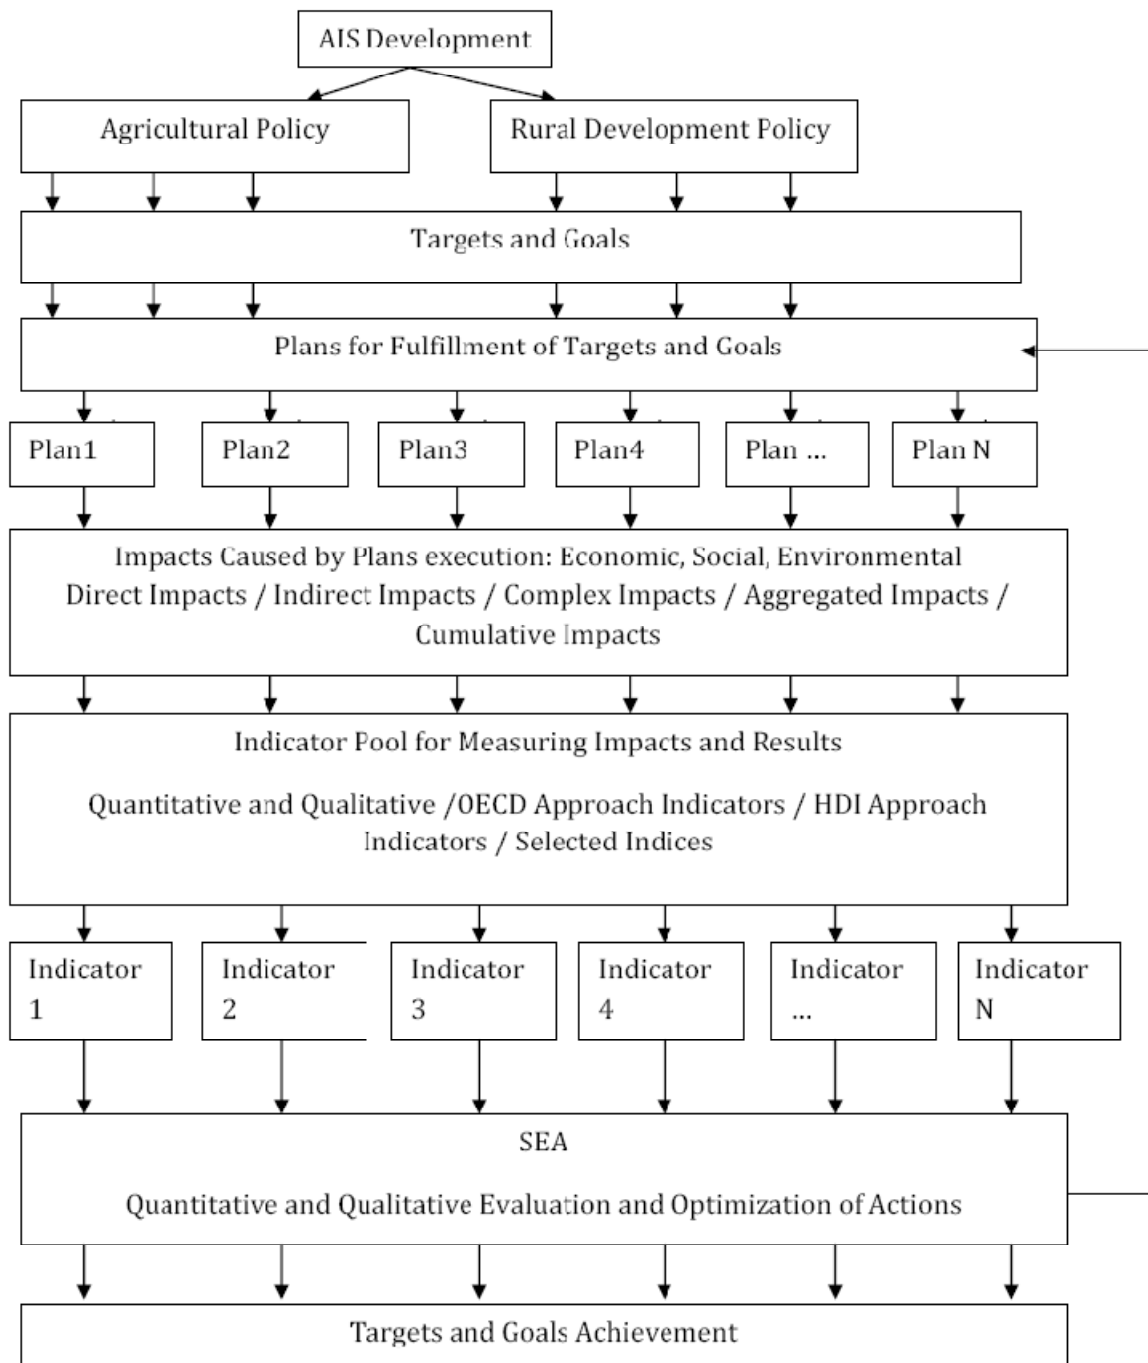 AIS Development
Agricultural Policy
Rural Development Policy
Targets and Goals
Plans for Fulfillment of Targets and Goals
Plan1
Plan2
Plan3
Plan4
Plan ...
Plan N
Impacts Caused by Plans execution: Economic, Social, Environmental
Direct Impacts / Indirect Impacts / Complex Impacts / Aggregated Impacts /
Cumulative Impacts
Indicator Pool for Measuring Impacts and Results
Quantitative and Qualitative /OECD Approach Indicators / HDI Approach
Indicators / Selected Indices
Indicator
1
Indicator
2
Indicator
3
Indicator
4
Indicator
...
Indicator
N
SEA
Quantitative and Qualitative Evaluation and Optimization of Actions
Targets and Goals Achievement